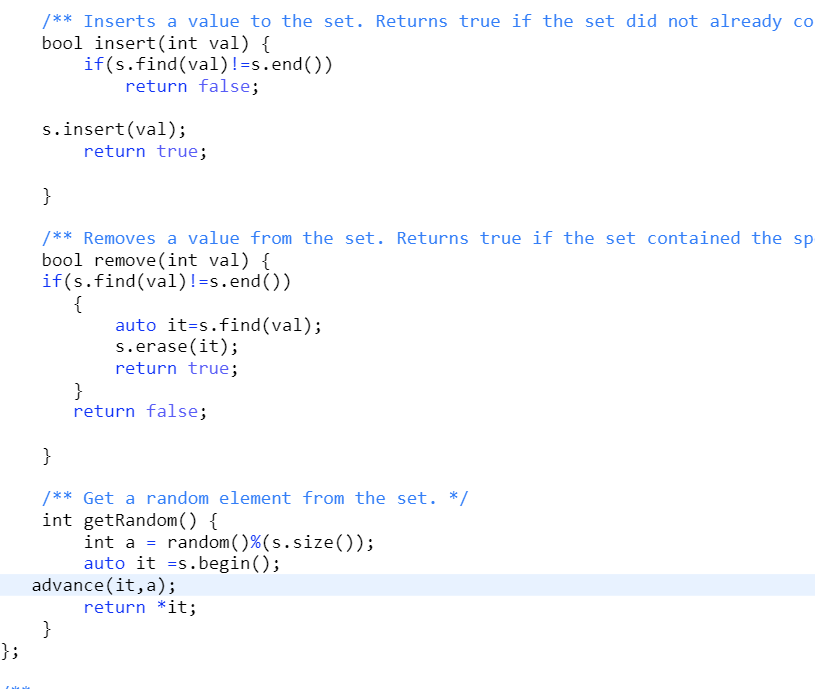 /** Inserts a value to the set. Returns true if the set did not already co
bool insert(int val) {
if(s.find(val)!=s.end())
return false;
s.insert(val);
return true;
}
/** Removes a value from the set. Returns true if the set contained the sp
bool remove(int val) {
if(s.find(val)!=s.end())
{
auto it=s.find(val);
s.erase(it);
return true;
}
return false;
}
/** Get a random element from the set. */
int getRandom() {
int a = random()%(s.size());
auto it =s.begin();
advance(it,a);
return *it;
}
};
/**